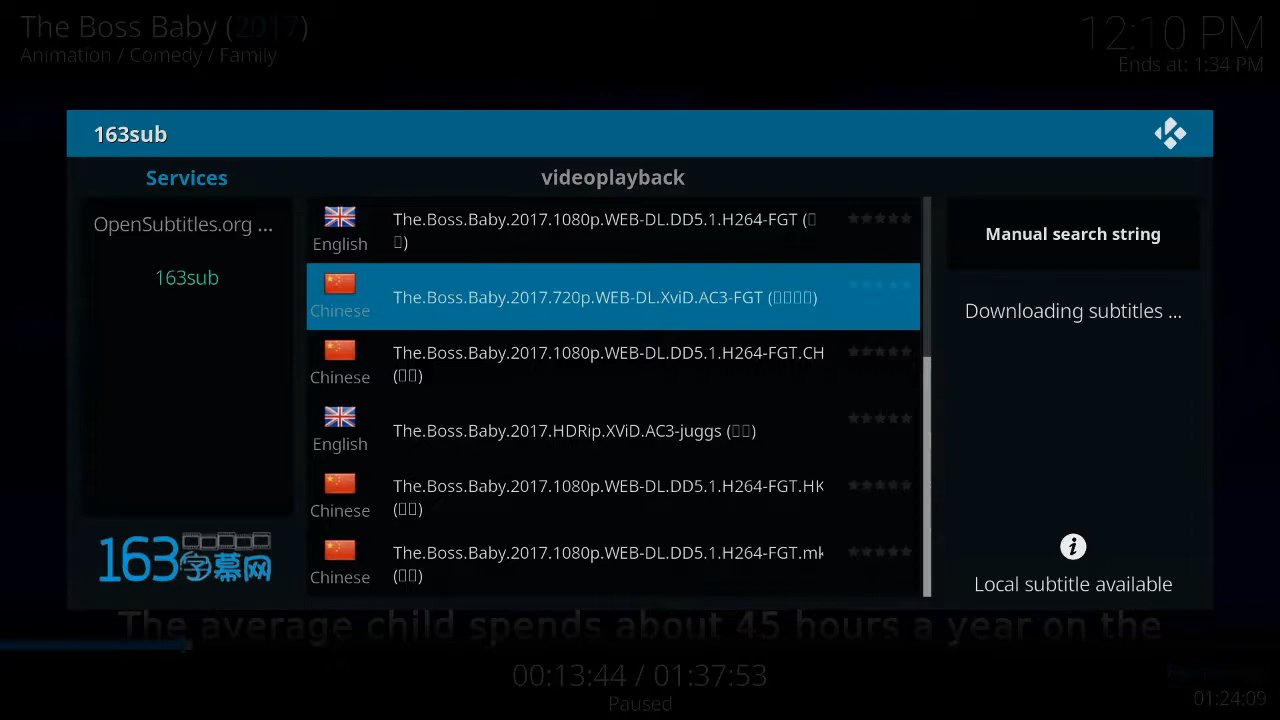 The Boss Baby (2017)
Animation / Comedy / Family
12:10 PM
Ends at: 1:34 PM
163sub
Services
videoplayback
OpenSubtitles.org ...
163sub
163字幕网
English
The.Boss.Baby.2017.1080p.WEB-DL.DD5.1.H264-FGT (▯
▯)
Chinese
The.Boss.Baby.2017.720p.WEB-DL.XviD.AC3-FGT (▯▯▯▯)
Chinese
The.Boss.Baby.2017.1080p.WEB-DL.DD5.1.H264-FGT.CH
(▯▯)
English
The.Boss.Baby.2017.HDRip.XViD.AC3-juggs (▯▯)
Chinese
The.Boss.Baby.2017.1080p.WEB-DL.DD5.1.H264-FGT.HK
(▯▯)
Chinese
The.Boss.Baby.2017.1080p.WEB-DL.DD5.1.H264-FGT.mk
(▯▯)
Manual search string
Downloading subtitles ...
Local subtitle available
The average child spends about 45 hours a year on the
00:13:44 / 01:37:53
Paused
01:24:09